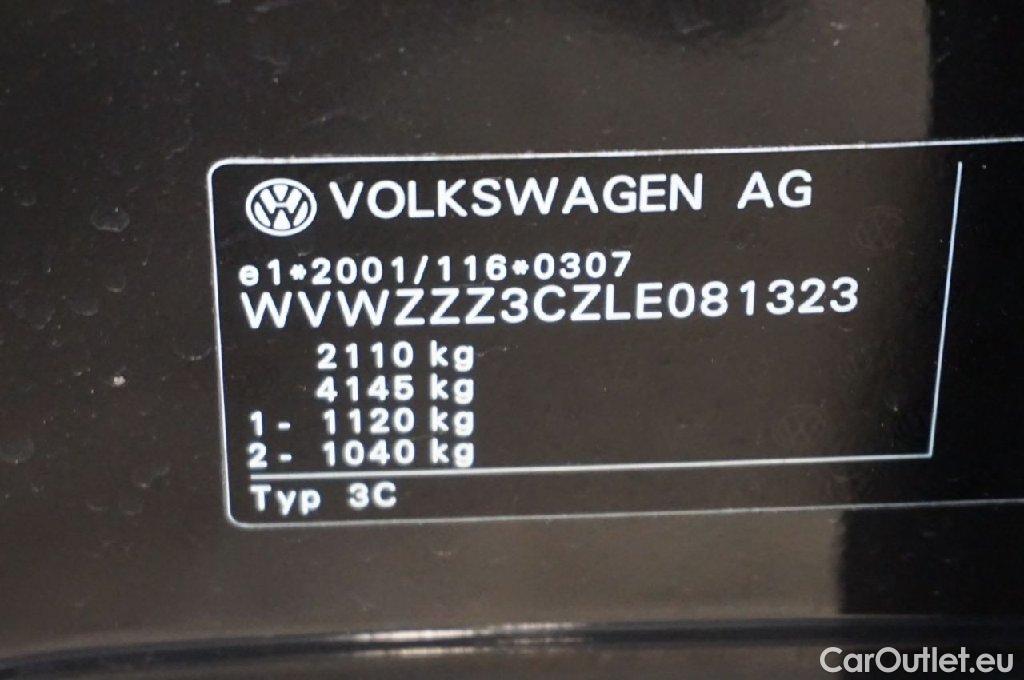 VOLKSWAGEN AG
e1*2001/116*0307
WVWZZZ3CZLE081323
2110 kg
4145 kg
1- 1120 kg
2- 1040 kg
Typ 3C
CarOutlet.eu